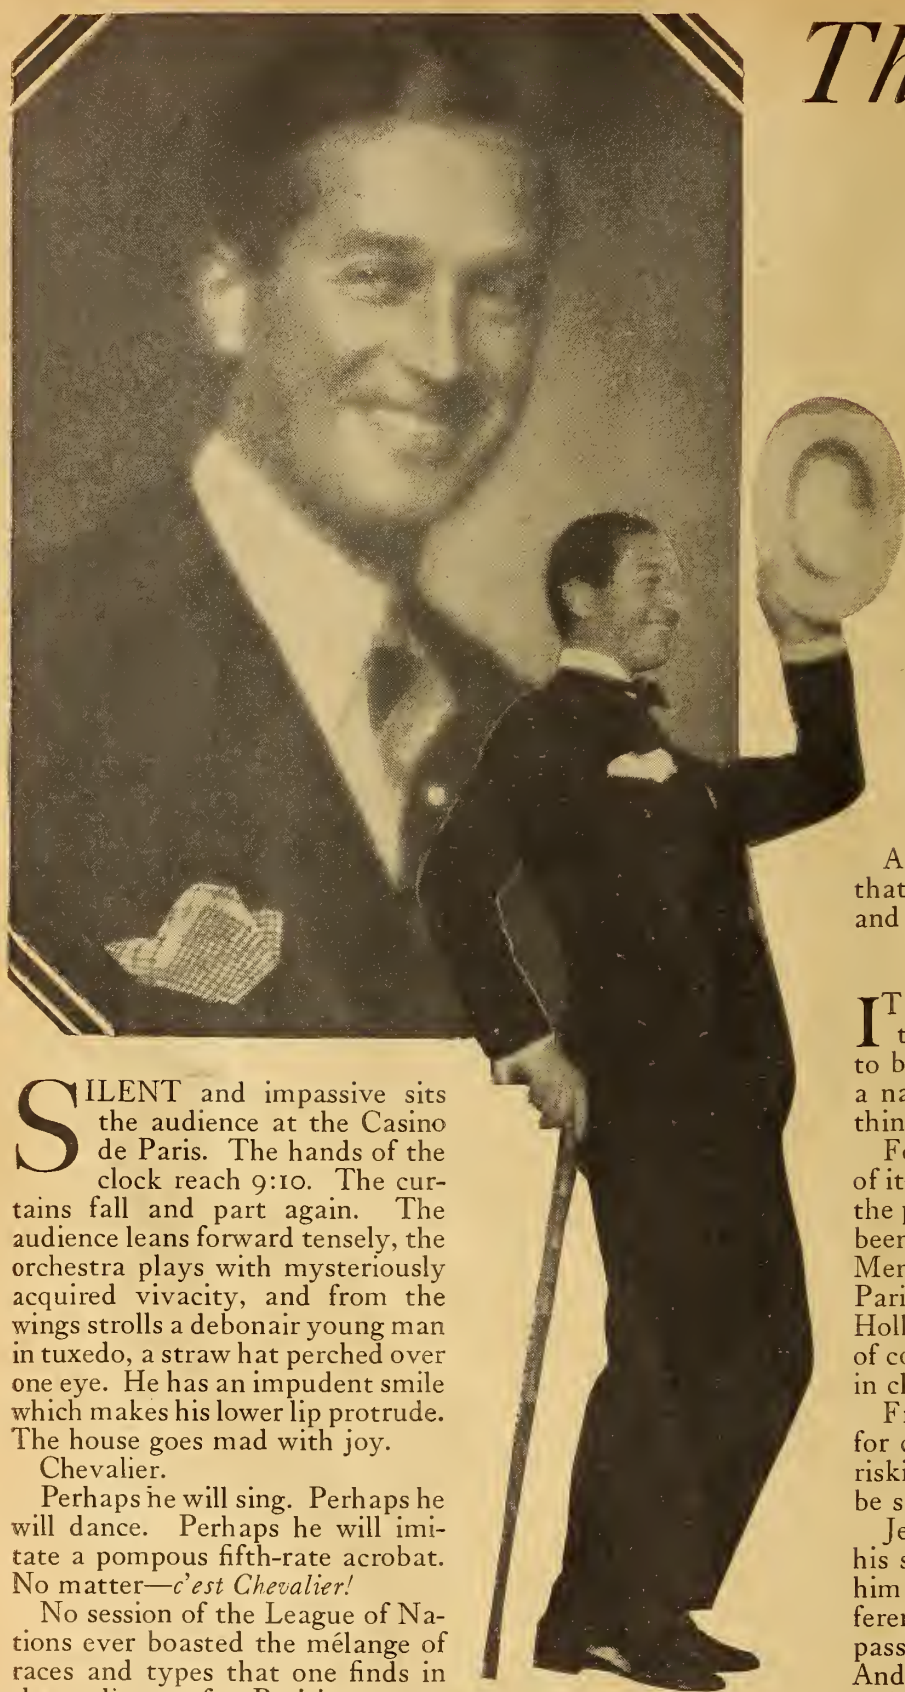 Th
SILENT and impassive sits
the audience at the Casino
de Paris. The hands of the
clock reach 9:10. The cur-
tains fall and part again. The
audience leans forward tensely, the
orchestra plays with mysteriously
acquired vivacity, and from the
wings strolls a debonair young man
in tuxedo, a straw hat perched over
one eye. He has an impudent smile
which makes his lower lip protrude.
The house goes mad with joy.
Chevalier.
Perhaps he will sing. Perhaps he
will dance. Perhaps he will imi-
tate a pompous fifth-rate acrobat.
No matter—c'est Chevalier!
No session of the League of Na-
tions ever boasted the mélange of
races and types that one finds in
A
that
and
IT
t
to b
a na
thin
Fo
of it
the p
been
Mer
Pari
Holl
of co
in cl
Fi
for c
riski
be s
Je
his s
him
feren
pass
And